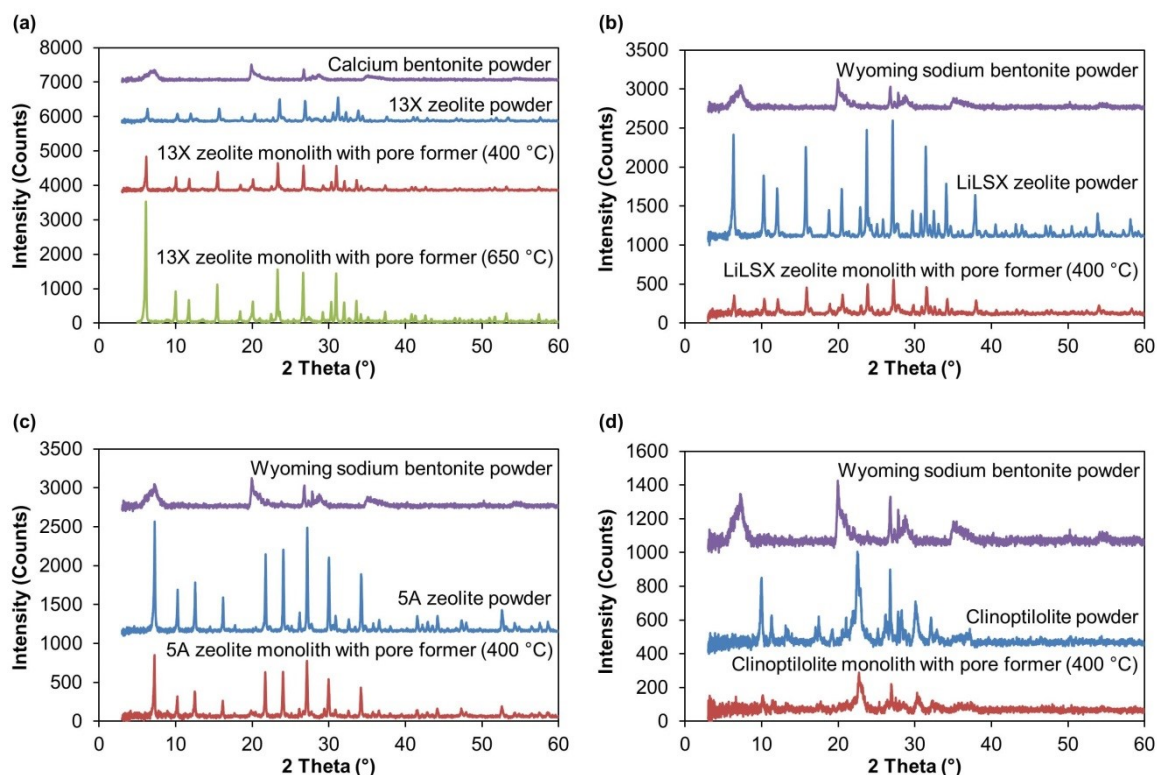 (a)
8000
7000
6000
5000
4000
3000
2000
1000
0
Intensity (Counts)
Calcium bentonite powder
13X zeolite powder
13X zeolite monolith with pore former (400 °C)
13X zeolite monolith with pore former (650 °C)
0 10 20 30 40 50 60
2 Theta (°)
(b)
3500
3000
2500
2000
1500
1000
500
0
Intensity (Counts)
Wyoming sodium bentonite powder
LiLSX zeolite powder
LiLSX zeolite monolith with pore former (400 °C)
0 10 20 30 40 50 60
2 Theta (°)
(c)
3500
3000
2500
2000
1500
1000
500
0
Intensity (Counts)
Wyoming sodium bentonite powder
5A zeolite powder
5A zeolite monolith with pore former (400 °C)
0 10 20 30 40 50 60
2 Theta (°)
(d)
1600
1400
1200
1000
800
600
400
200
0
Intensity (Counts)
Wyoming sodium bentonite powder
Clinoptilolite powder
Clinoptilolite monolith with pore former (400 °C)
0 10 20 30 40 50 60
2 Theta (°)